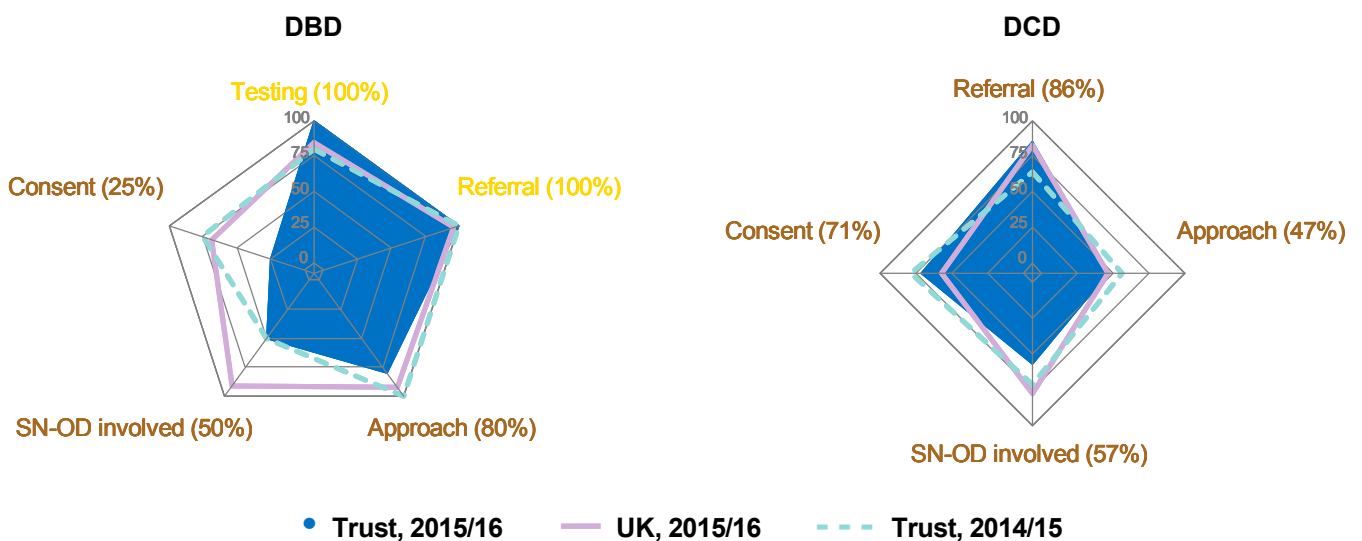 DBD
DCD
Testing (100%)
Referral (86%)
100
75
50
25
0
100
75
50
25
0
Consent (25%)
Referral (100%)
Consent (71%)
Approach (47%)
SN-OD involved (50%)
Approach (80%)
SN-OD involved (57%)
Trust, 2015/16
UK, 2015/16
Trust, 2014/15